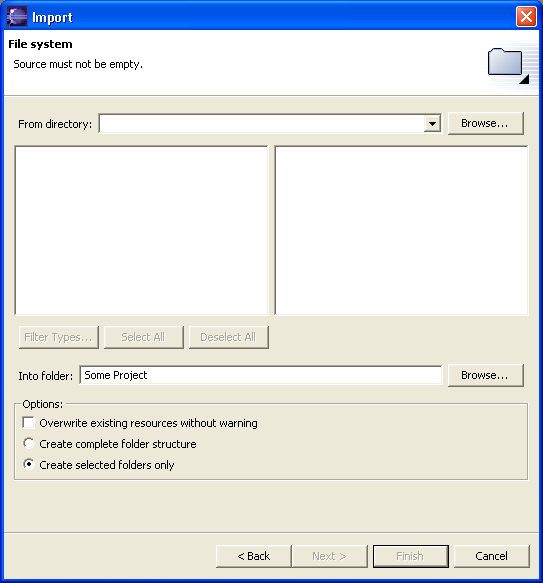 Import
File system
Source must not be empty.
From directory:
Browse...
Filter Types...
Select All
Deselect All
Into folder:
Some Project
Browse...
Options:
Overwrite existing resources without warning
Create complete folder structure
Create selected folders only
< Back
Next >
Finish
Cancel